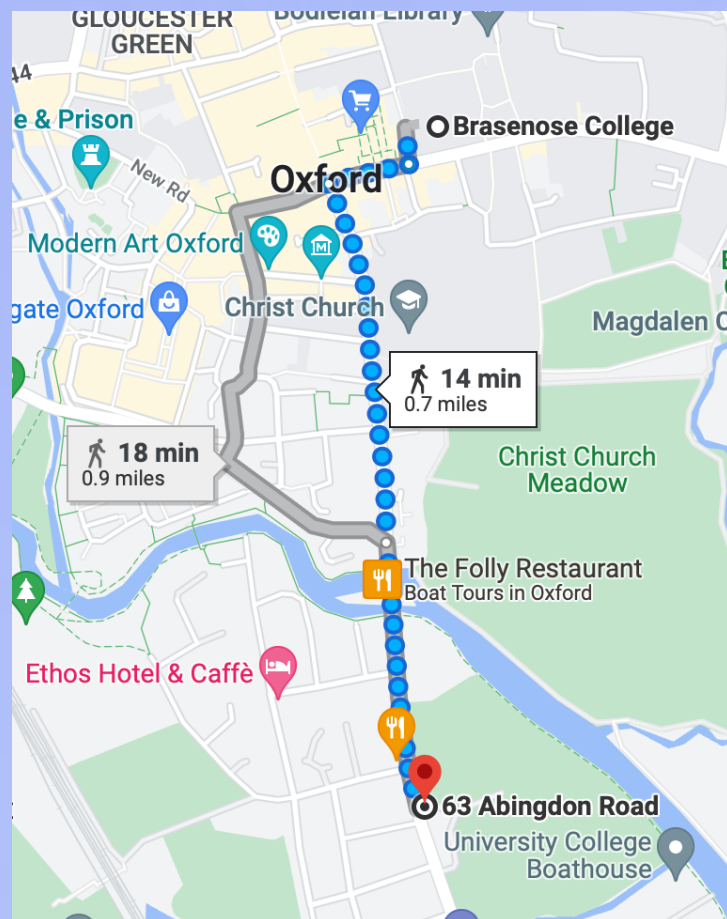 Bodleian Library
GLOUCESTER
GREEN
44
e & Prison
Brasenose College
New Rd
Oxford
Modern Art Oxford
M
gate Oxford
Christ Church
Magdalen C
14 min
0.7 miles
18 min
0.9 miles
Christ Church
Meadow
The Folly Restaurant
Boat Tours in Oxford
Ethos Hotel & Caffè
63 Abingdon Road
University College
Boathouse